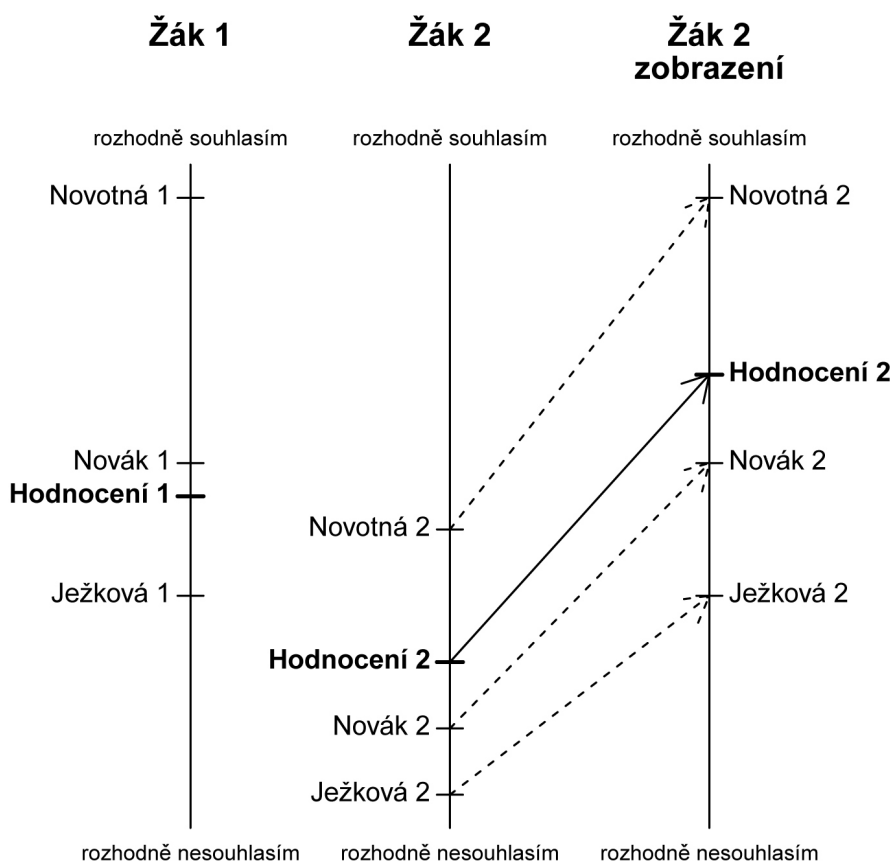 Žák 1
Žák 2
Žák 2
zobrazení
rozhodně souhlasím
rozhodně souhlasím
rozhodně souhlasím
Novotná 1
Novotná 2
Hodnocení 2
Novák 1
Novák 2
Hodnocení 1
Novotná 2
Ježková 1
Ježková 2
Hodnocení 2
Novák 2
Ježková 2
rozhodně nesouhlasím
rozhodně nesouhlasím
rozhodně nesouhlasím